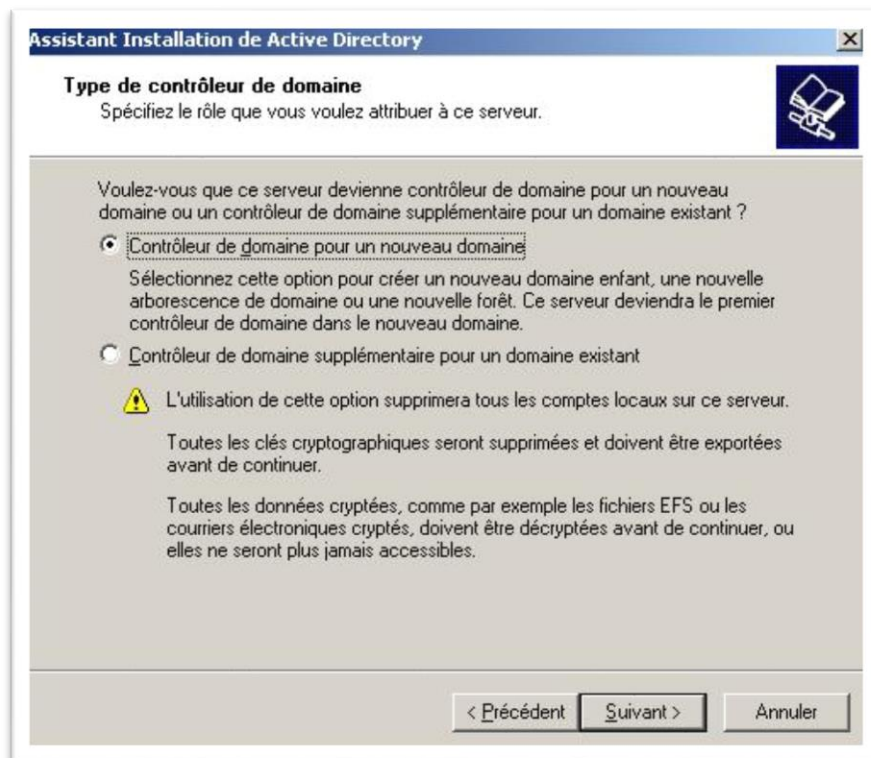 Assistant Installation de Active Directory
Type de contrôleur de domaine
Spécifiez le rôle que vous voulez attribuer à ce serveur.
Voulez-vous que ce serveur devienne contrôleur de domaine pour un nouveau
domaine ou un contrôleur de domaine supplémentaire pour un domaine existant ?
Contrôleur de domaine pour un nouveau domaine
Sélectionnez cette option pour créer un nouveau domaine enfant, une nouvelle
arborescence de domaine ou une nouvelle forêt. Ce serveur deviendra le premier
contrôleur de domaine dans le nouveau domaine.
Contrôleur de domaine supplémentaire pour un domaine existant
L'utilisation de cette option supprimera tous les comptes locaux sur ce serveur.
Toutes les clés cryptographiques seront supprimées et doivent être exportées
avant de continuer.
Toutes les données cryptées, comme par exemple les fichiers EFS ou les
courriers électroniques cryptés, doivent être décryptées avant de continuer, ou
elles ne seront plus jamais accessibles.
< Précédent Suivant > Annuler